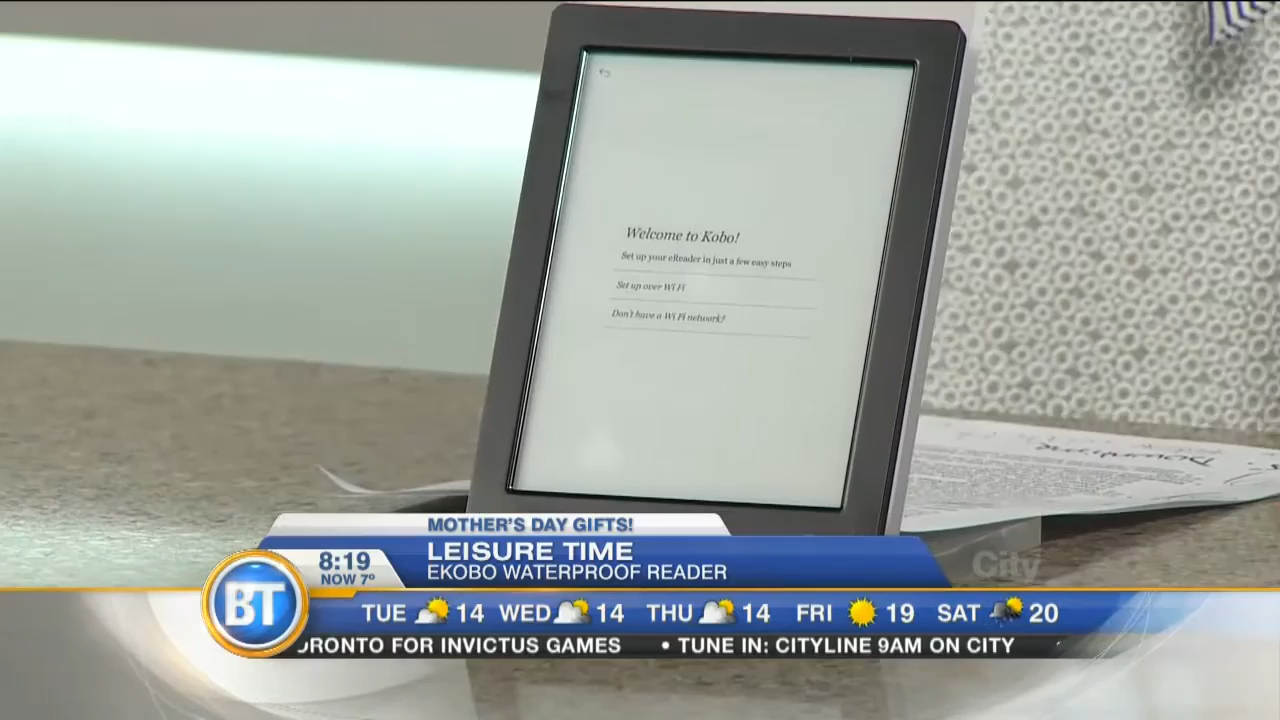 Welcome to Kobo!
Set up your eReader in just a few easy steps
Set up over WiFi
Don't have a WiFi network?
MOTHER'S DAY GIFTS!
LEISURE TIME
EKOBO WATERPROOF READER
City
8:19
NOW 7º
BT
TUE 14 WED 14 THU 14 FRI 19 SAT 20
ORONTO FOR INVICTUS GAMES • TUNE IN: CITYLINE 9AM ON CITY